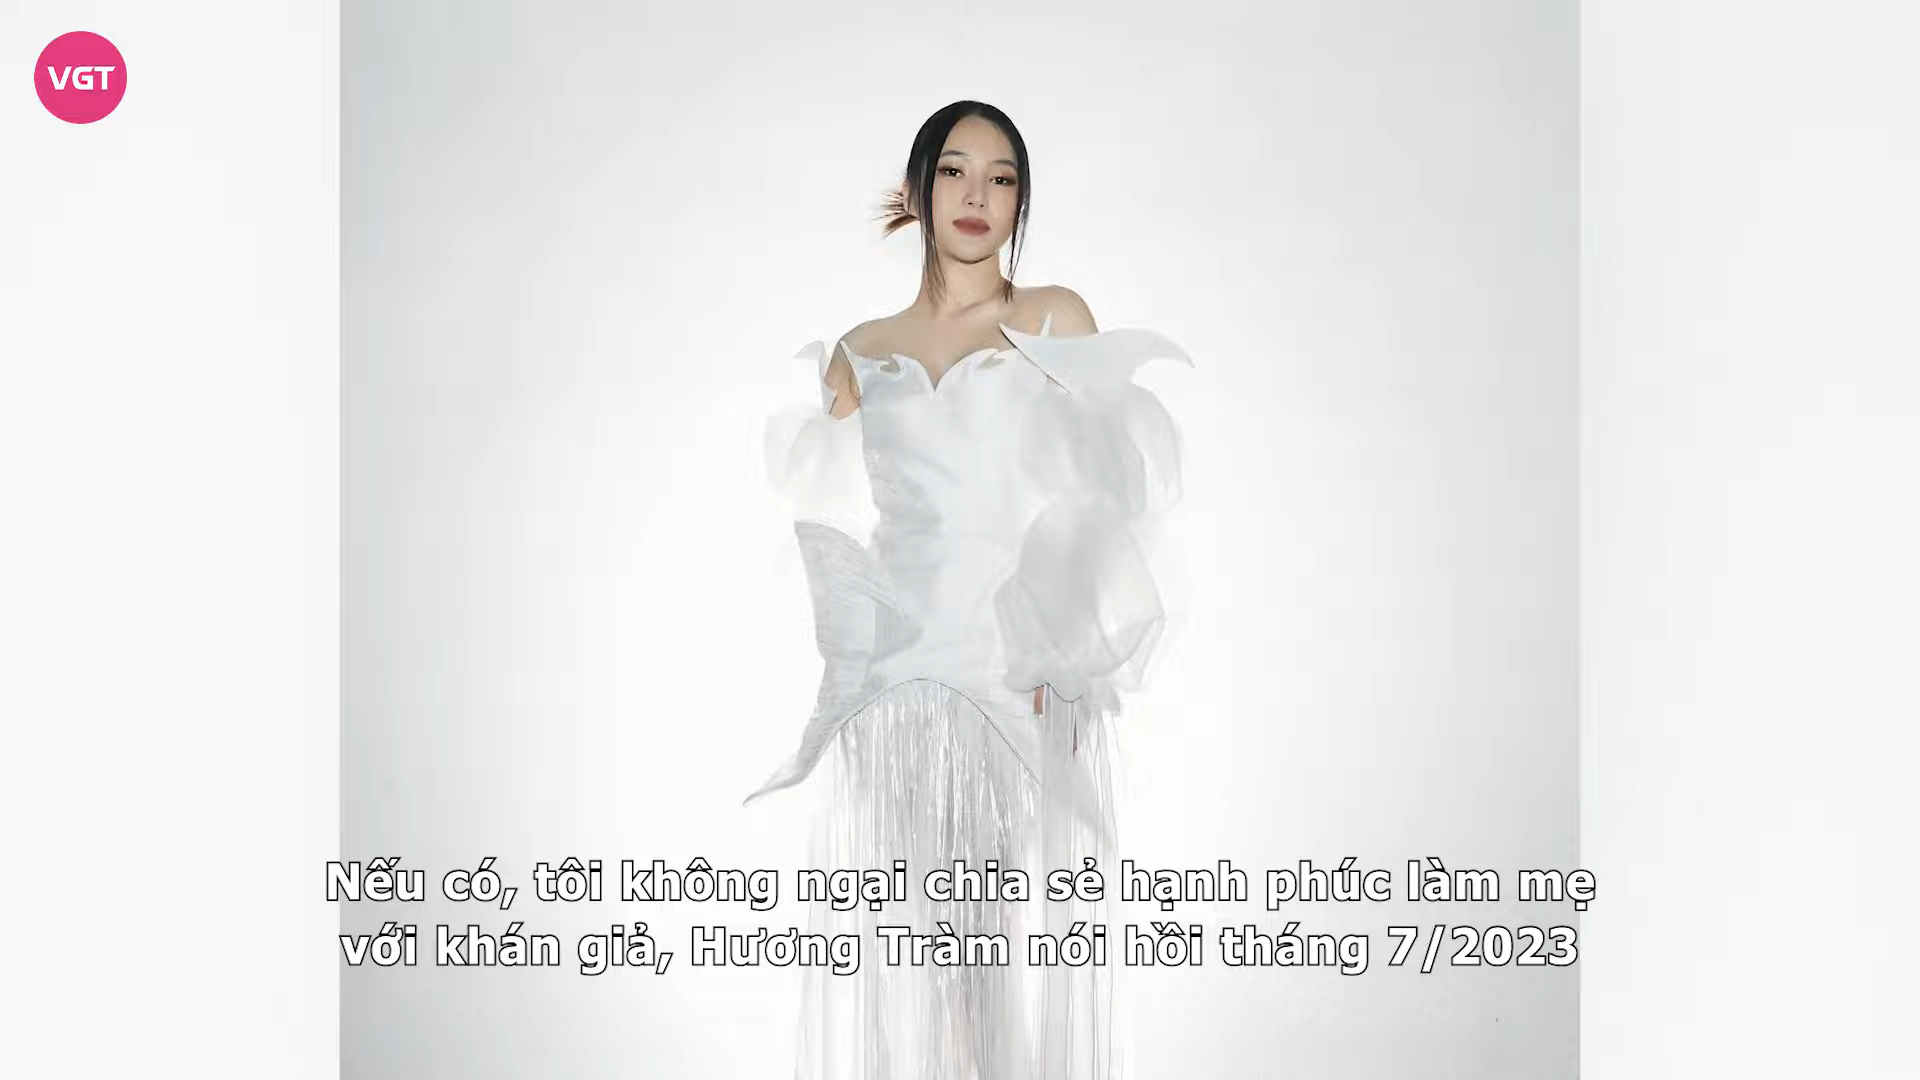 VGT
Nếu có, tôi không ngại chia sẻ hạnh phúc làm mẹ
với khán giả, Hương Tràm nói hồi tháng 7/2023